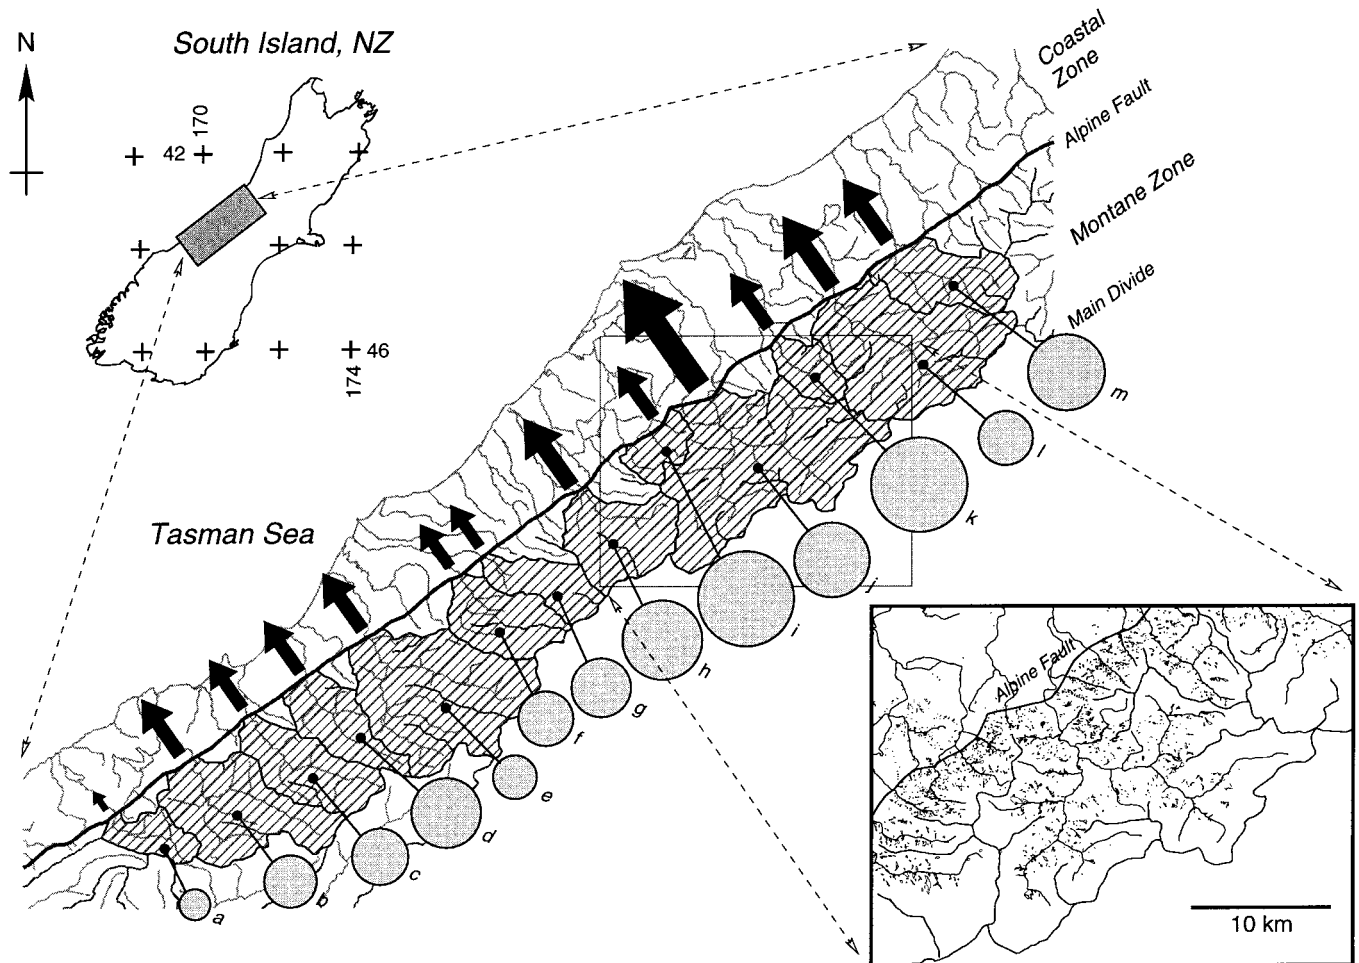 South Island, NZ
N
170
42
46
174
Coastal
Zone
Alpine Fault
Montane Zone
Main Divide
Tasman Sea
m
l
k
j
i
h
g
f
e
d
c
b
a
Alpine Fault
10 km